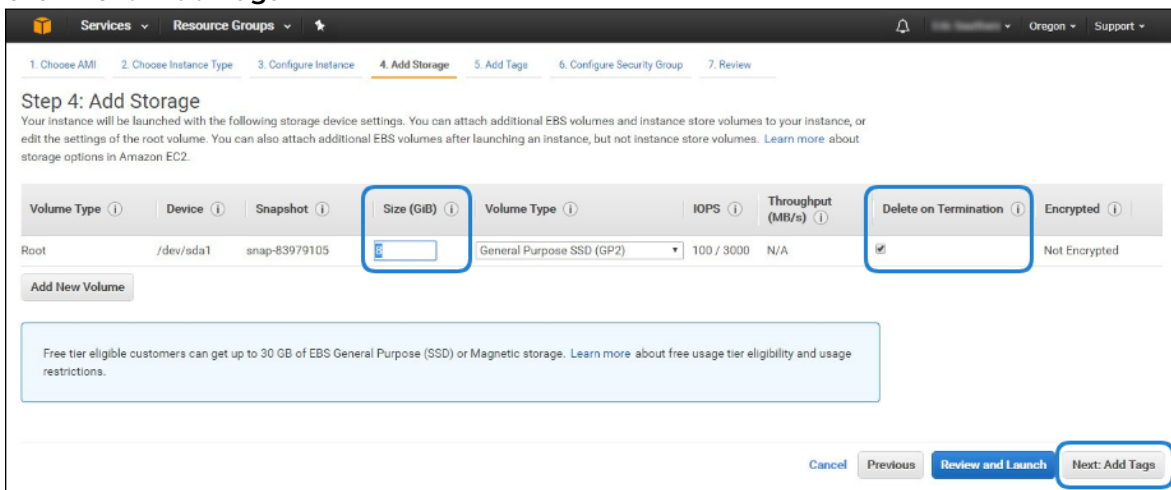 Services Resource Groups Oregon Support
1. Choose AMI 2. Choose Instance Type 3. Configure Instance 4. Add Storage 5. Add Tags 6. Configure Security Group 7. Review
Step 4: Add Storage
Your instance will be launched with the following storage device settings. You can attach additional EBS volumes and instance store volumes to your instance, or
edit the settings of the root volume. You can also attach additional EBS volumes after launching an instance, but not instance store volumes. Learn more about
storage options in Amazon EC2.
Volume Type Device Snapshot Size (GiB) Volume Type IOPS Throughput (MB/s) Delete on Termination Encrypted
Root /dev/sda1 snap-83979105 8 General Purpose SSD (GP2) 100 / 3000 N/A Not Encrypted
Add New Volume
Free tier eligible customers can get up to 30 GB of EBS General Purpose (SSD) or Magnetic storage. Learn more about free usage tier eligibility and usage
restrictions.
Cancel Previous Review and Launch Next: Add Tags